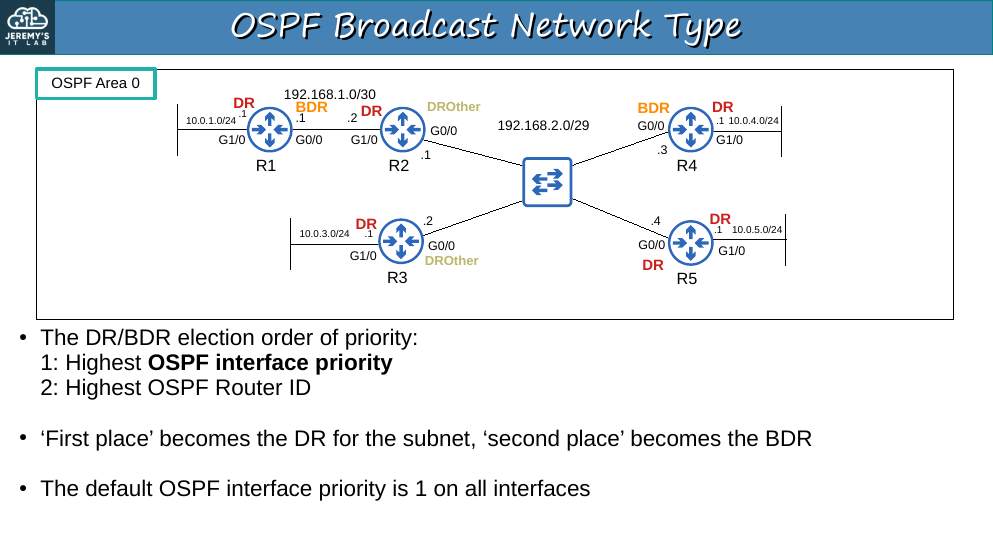 JEREMY'S
IT LAB
OSPF Broadcast Network Type
OSPF Area 0
192.168.1.0/30
DR
BDR
DR
DROther
10.0.1.0/24
.1
.1
.2
G1/0
G0/0
G1/0
G0/0
.1
R1
R2
192.168.2.0/29
BDR
DR
G0/0
.1
10.0.4.0/24
G1/0
.3
R4
DR
.2
10.0.3.0/24
.1
G1/0
G0/0
DROther
R3
.4
DR
.1
10.0.5.0/24
G0/0
G1/0
DR
R5
• The DR/BDR election order of priority:
1: Highest OSPF interface priority
2: Highest OSPF Router ID
• ‘First place’ becomes the DR for the subnet, ‘second place’ becomes the BDR
• The default OSPF interface priority is 1 on all interfaces